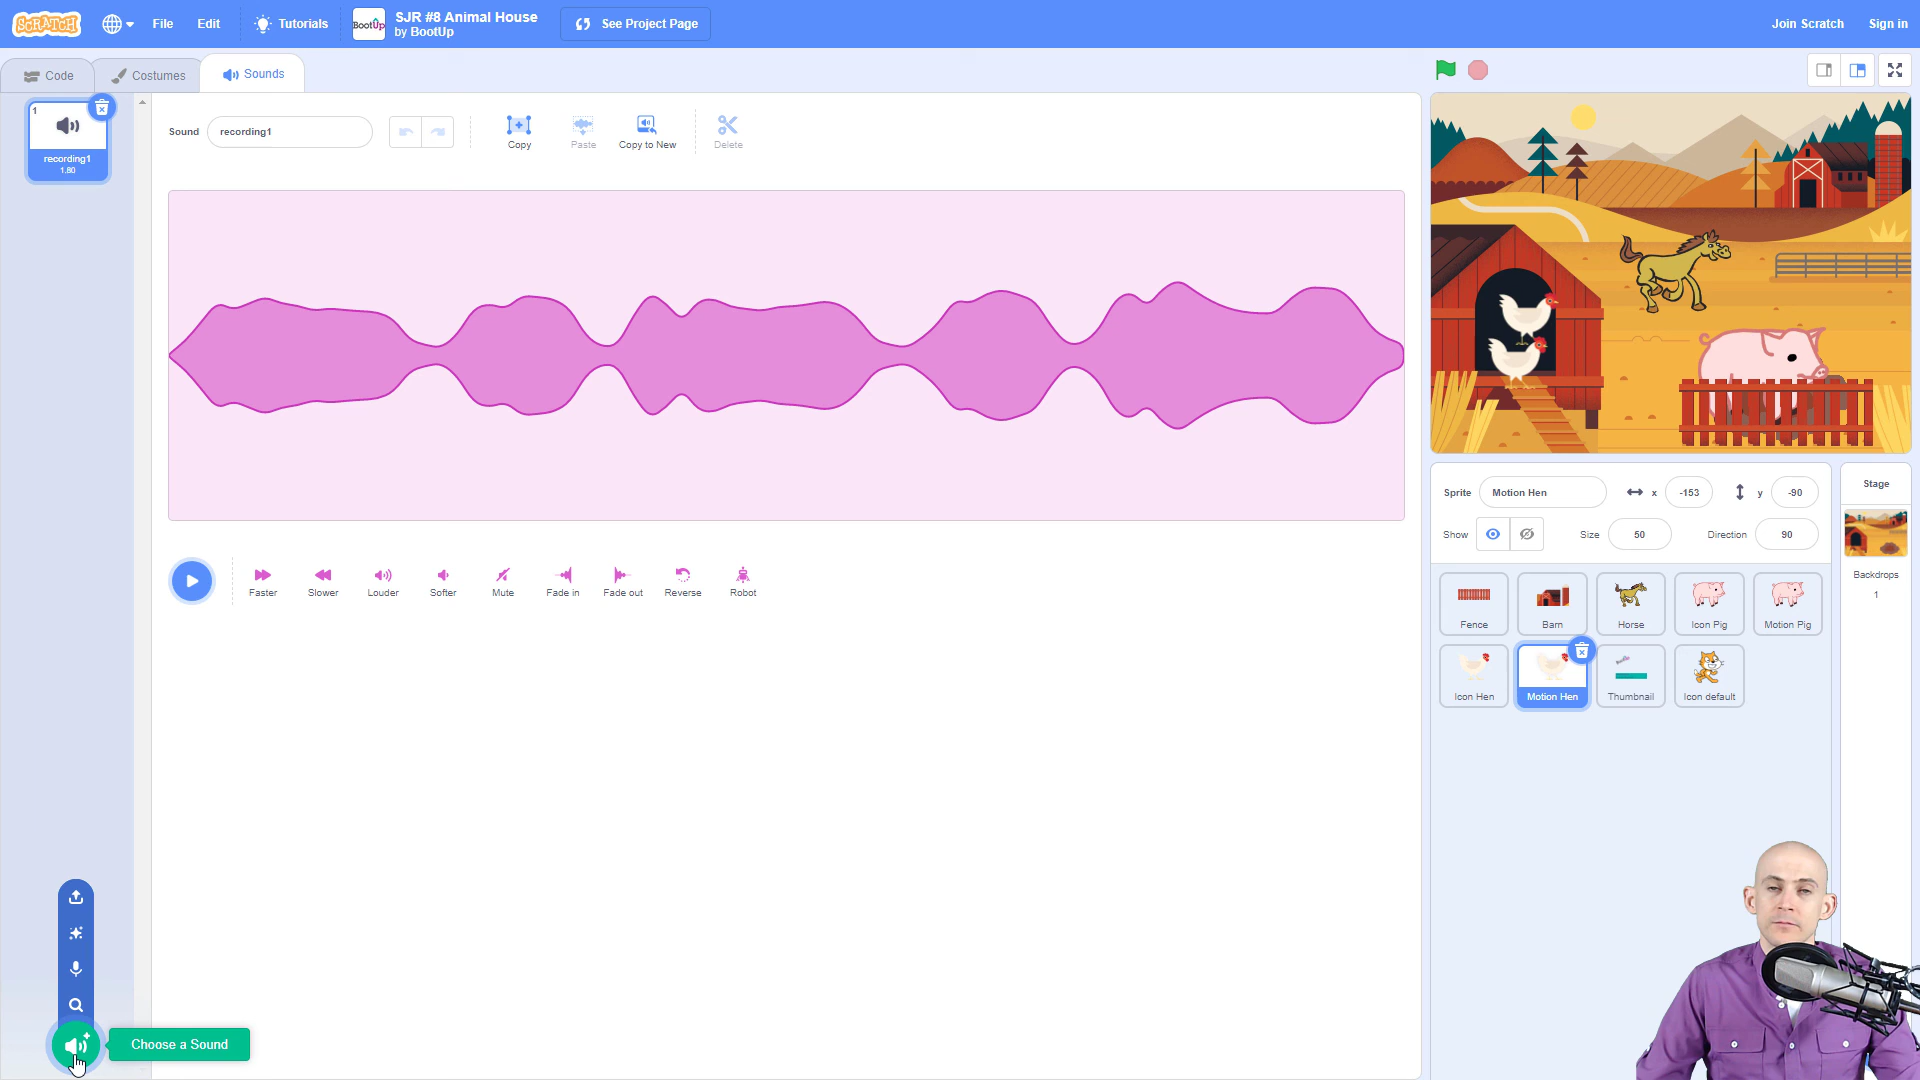 SCRATCH
File
Edit
Tutorials
BootUp
SJR #8 Animal House
by BootUp
See Project Page
Join Scratch
Sign in
Code
Costumes
Sounds
1
recording1
1.80
Sound
recording1
Copy
Paste
Copy to New
Delete
Faster
Slower
Louder
Softer
Mute
Fade in
Fade out
Reverse
Robot
Choose a Sound
Sprite
Motion Hen
x
-153
y
-90
Show
Size
50
Direction
90
Fence
Barn
Horse
Icon Pig
Motion Pig
Icon Hen
Motion Hen
Thumbnail
Icon default
Stage
Backdrops
1